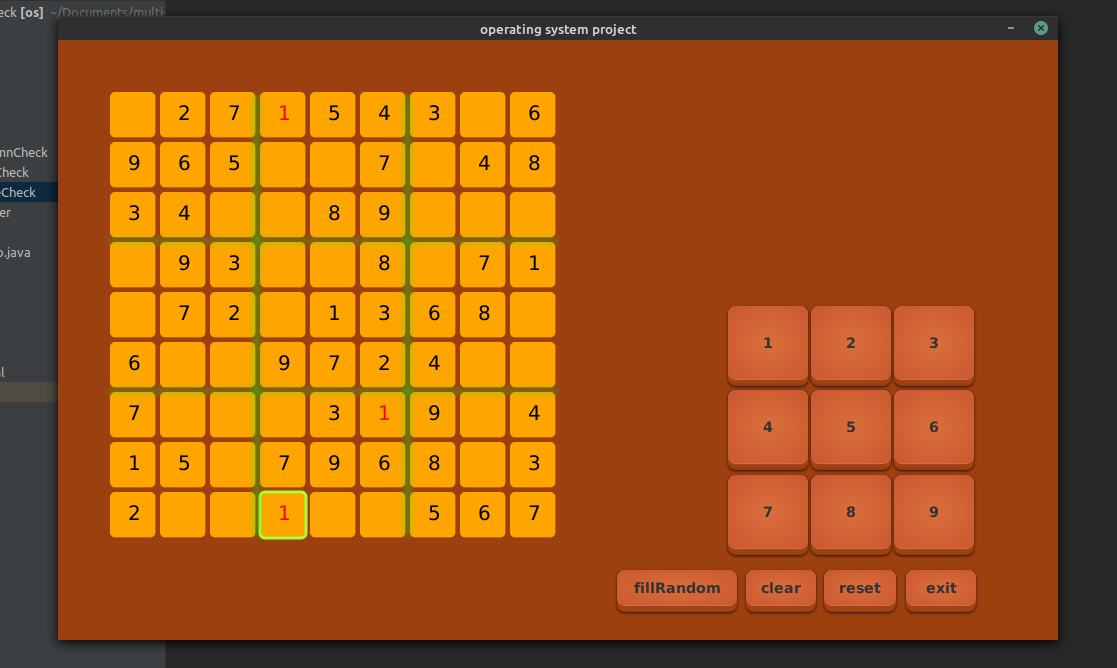 eck [os] ~/Documents/multi-
operating system project
mnCheck
Check
Check
er
o.java
2 7 1 5 4 3 6
9 6 5 7 4 8
3 4 8 9
9 3 8 7 1
7 2 1 3 6 8
6 9 7 2 4
7 3 1 9 4
1 5 7 9 6 8 3
2 1 5 6 7
1 2 3
4 5 6
7 8 9
fillRandom clear reset exit